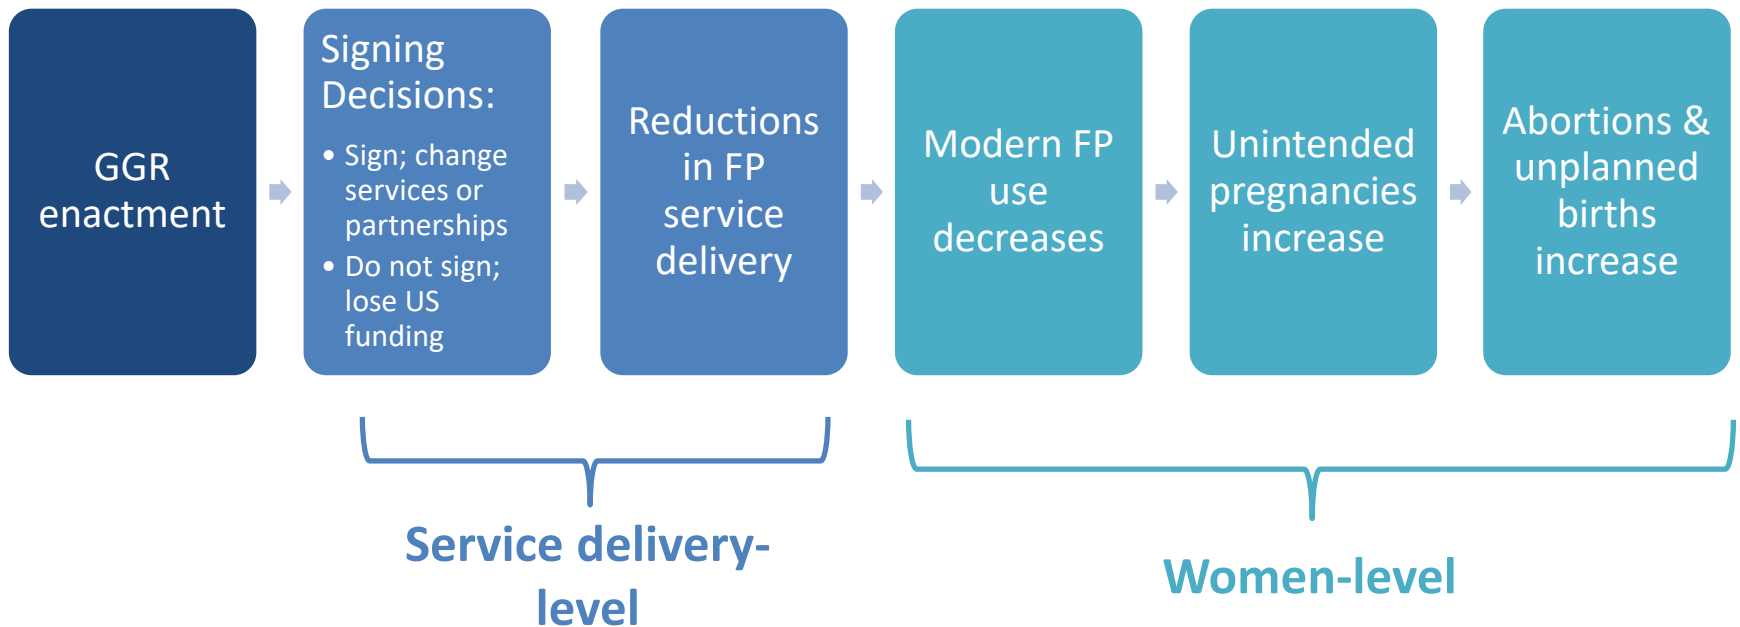 GGR
enactment
Signing
Decisions:
• Sign; change
services or
partnerships
• Do not sign;
lose US
funding
Reductions
in FP
service
delivery
Modern FP
use
decreases
Unintended
pregnancies
increase
Abortions &
unplanned
births
increase
Service delivery-
level
Women-level